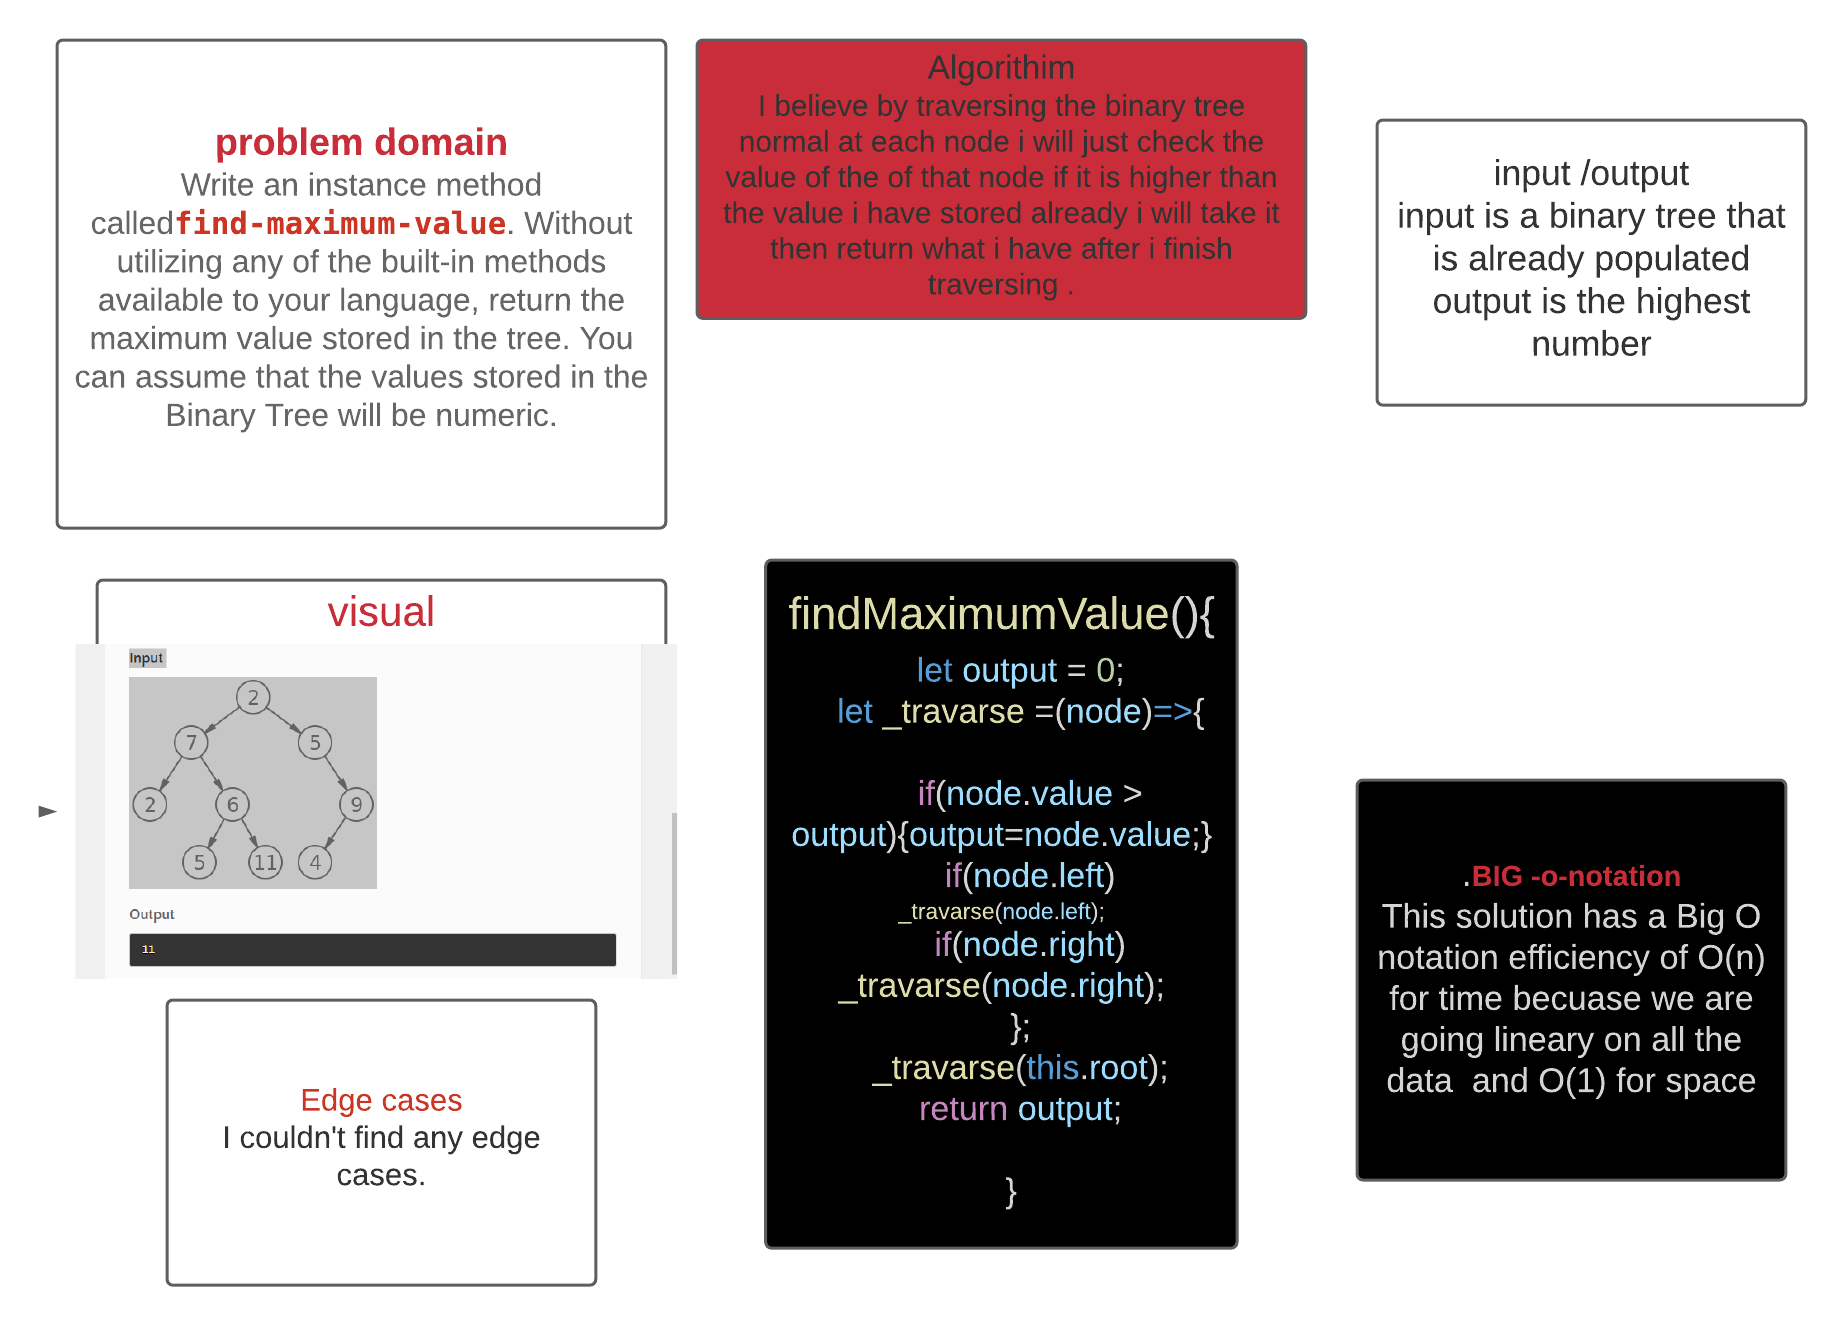 problem domain
Write an instance method
calledfind-maximum-value. Without
utilizing any of the built-in methods
available to your language, return the
maximum value stored in the tree. You
can assume that the values stored in the
Binary Tree will be numeric.
Algorithim
I believe by traversing the binary tree
normal at each node i will just check the
value of the of that node if it is higher than
the value i have stored already i will take it
then return what i have after i finish
traversing .
input /output
input is a binary tree that
is already populated
output is the highest
number
visual
Input
2
7 5
2 6 9
5 11 4
Output
11
Edge cases
I couldn't find any edge
cases.
findMaximumValue(){
let output = 0;
let _travarse =(node)=>{
if(node.value >
output){output=node.value;}
if(node.left)
_travarse(node.left);
if(node.right)
_travarse(node.right);
};
_travarse(this.root);
return output;
}
.BIG -o-notation
This solution has a Big O
notation efficiency of O(n)
for time becuase we are
going lineary on all the
data  and O(1) for space